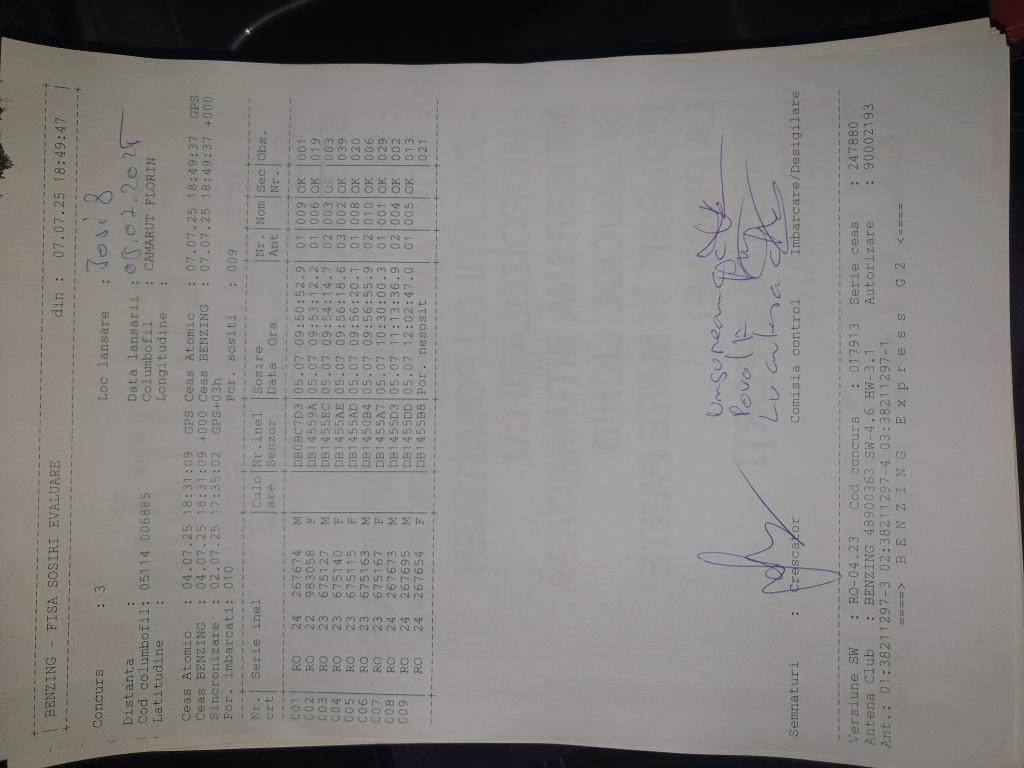 BENZING - FISA SOSIRI EVALUARE din : 07.07.25 18:49:47
Concurs : 3 Loc lansare :
Distanta : Data lansarii :
Cod columbofil: 05114 006885 Columbofil : CAMARUT FLORIN
Latitudine : Longitudine :
Ceas Atomic : 04.07.25 18:31:09 GPS Ceas Atomic : 07.07.25 18:49:37 GPS
Ceas BENZING : 04.07.25 18:31:09 +000 Ceas BENZING : 07.07.25 18:49:37 +000
Sincronizare : 02.07.25 17:35:02 GPS+03h
Por. imbarcati: 010 Por. sositi : 009
Nr| Serie inel |Culo|Nr.inel |Sosire |Nr.|Nom|Sec|Obs.
crt| |are |Senzor |Data Ora |Ant| |Nr.|
C01| RO 24 267674 M| |DB0BC7D3|05.07 09:50:52.9| 01|009|OK |001
C02| RO 22 983058 F| |DB14559A|05.07 09:53:12.2| 01|006|OK |019
C03| RO 23 675127 M| |DB1455EC|05.07 09:54:14.7| 02|003|OK |003
C04| RO 23 675140 F| |DB1455AE|05.07 09:56:18.6| 03|002|OK |039
C05| RO 23 675115 F| |DB1455AD|05.07 09:56:20.1| 01|008|OK |020
C06| RO 23 675163 M| |DB1450B4|05.07 09:56:55.9| 02|010|OK |006
C07| RO 23 675167 F| |DB1455A7|05.07 10:30:00.3| 01|001|OK |029
C08| RO 24 267673 M| |DB1455D3|05.07 11:13:36.9| 02|004|OK |002
C09| RO 24 267695 M| |DB1455DD|05.07 12:02:47.0| 01|005|OK |013
RO 24 267654 F| |DB1455B8|Por. nesosit |021
Semnaturi : Crescator Comisia control Imbarcare/Desigilare
Versiune SW : RO-04.23 Cod concurs : 017913 Serie ceas : 247880
Antena Club : BENZING 48900363 SW-4.6 HW-3.1 Autorizare : 90002193
Ant.: 01:38211297-3 02:38211297-4 03:38211297-1
====> B E N Z I N G E x p r e s s G 2 <====